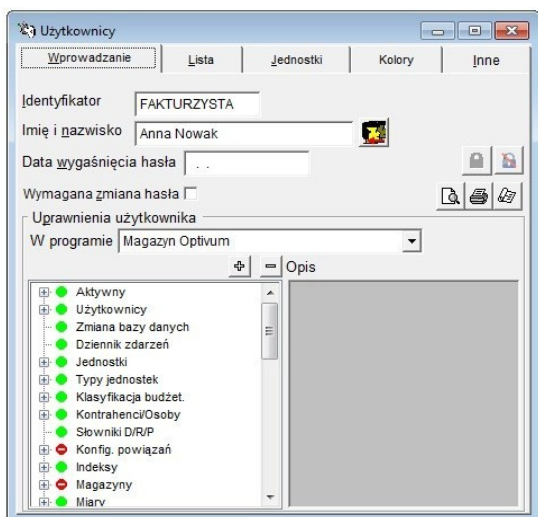 Użytkownicy
Wprowadzanie Lista Jednostki Kolory Inne
Identyfikator FAKTURZYSTA
Imię i nazwisko Anna Nowak
Data wygaśnięcia hasła . .
Wymagana zmiana hasła
Uprawnienia użytkownika
W programie Magazyn Optivum
Opis
Aktywny
Użytkownicy
Zmiana bazy danych
Dziennik zdarzeń
Jednostki
Typy jednostek
Klasyfikacja budżet.
Kontrahenci/Osoby
Słowniki D/R/P
Konfig. powiązań
Indeksy
Magazyny
Miary